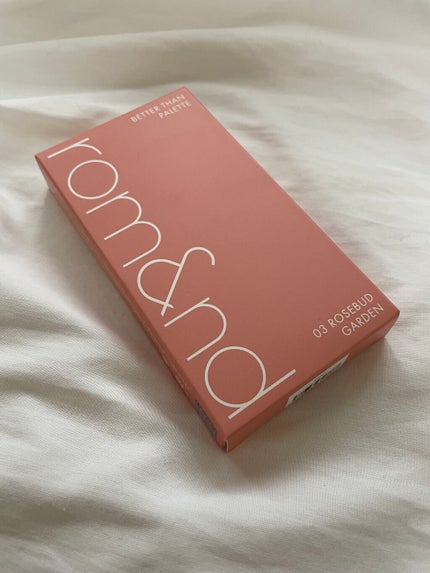 BETTER THAN
PALETTE
rom&nd
03 ROSEBUD
GARDEN